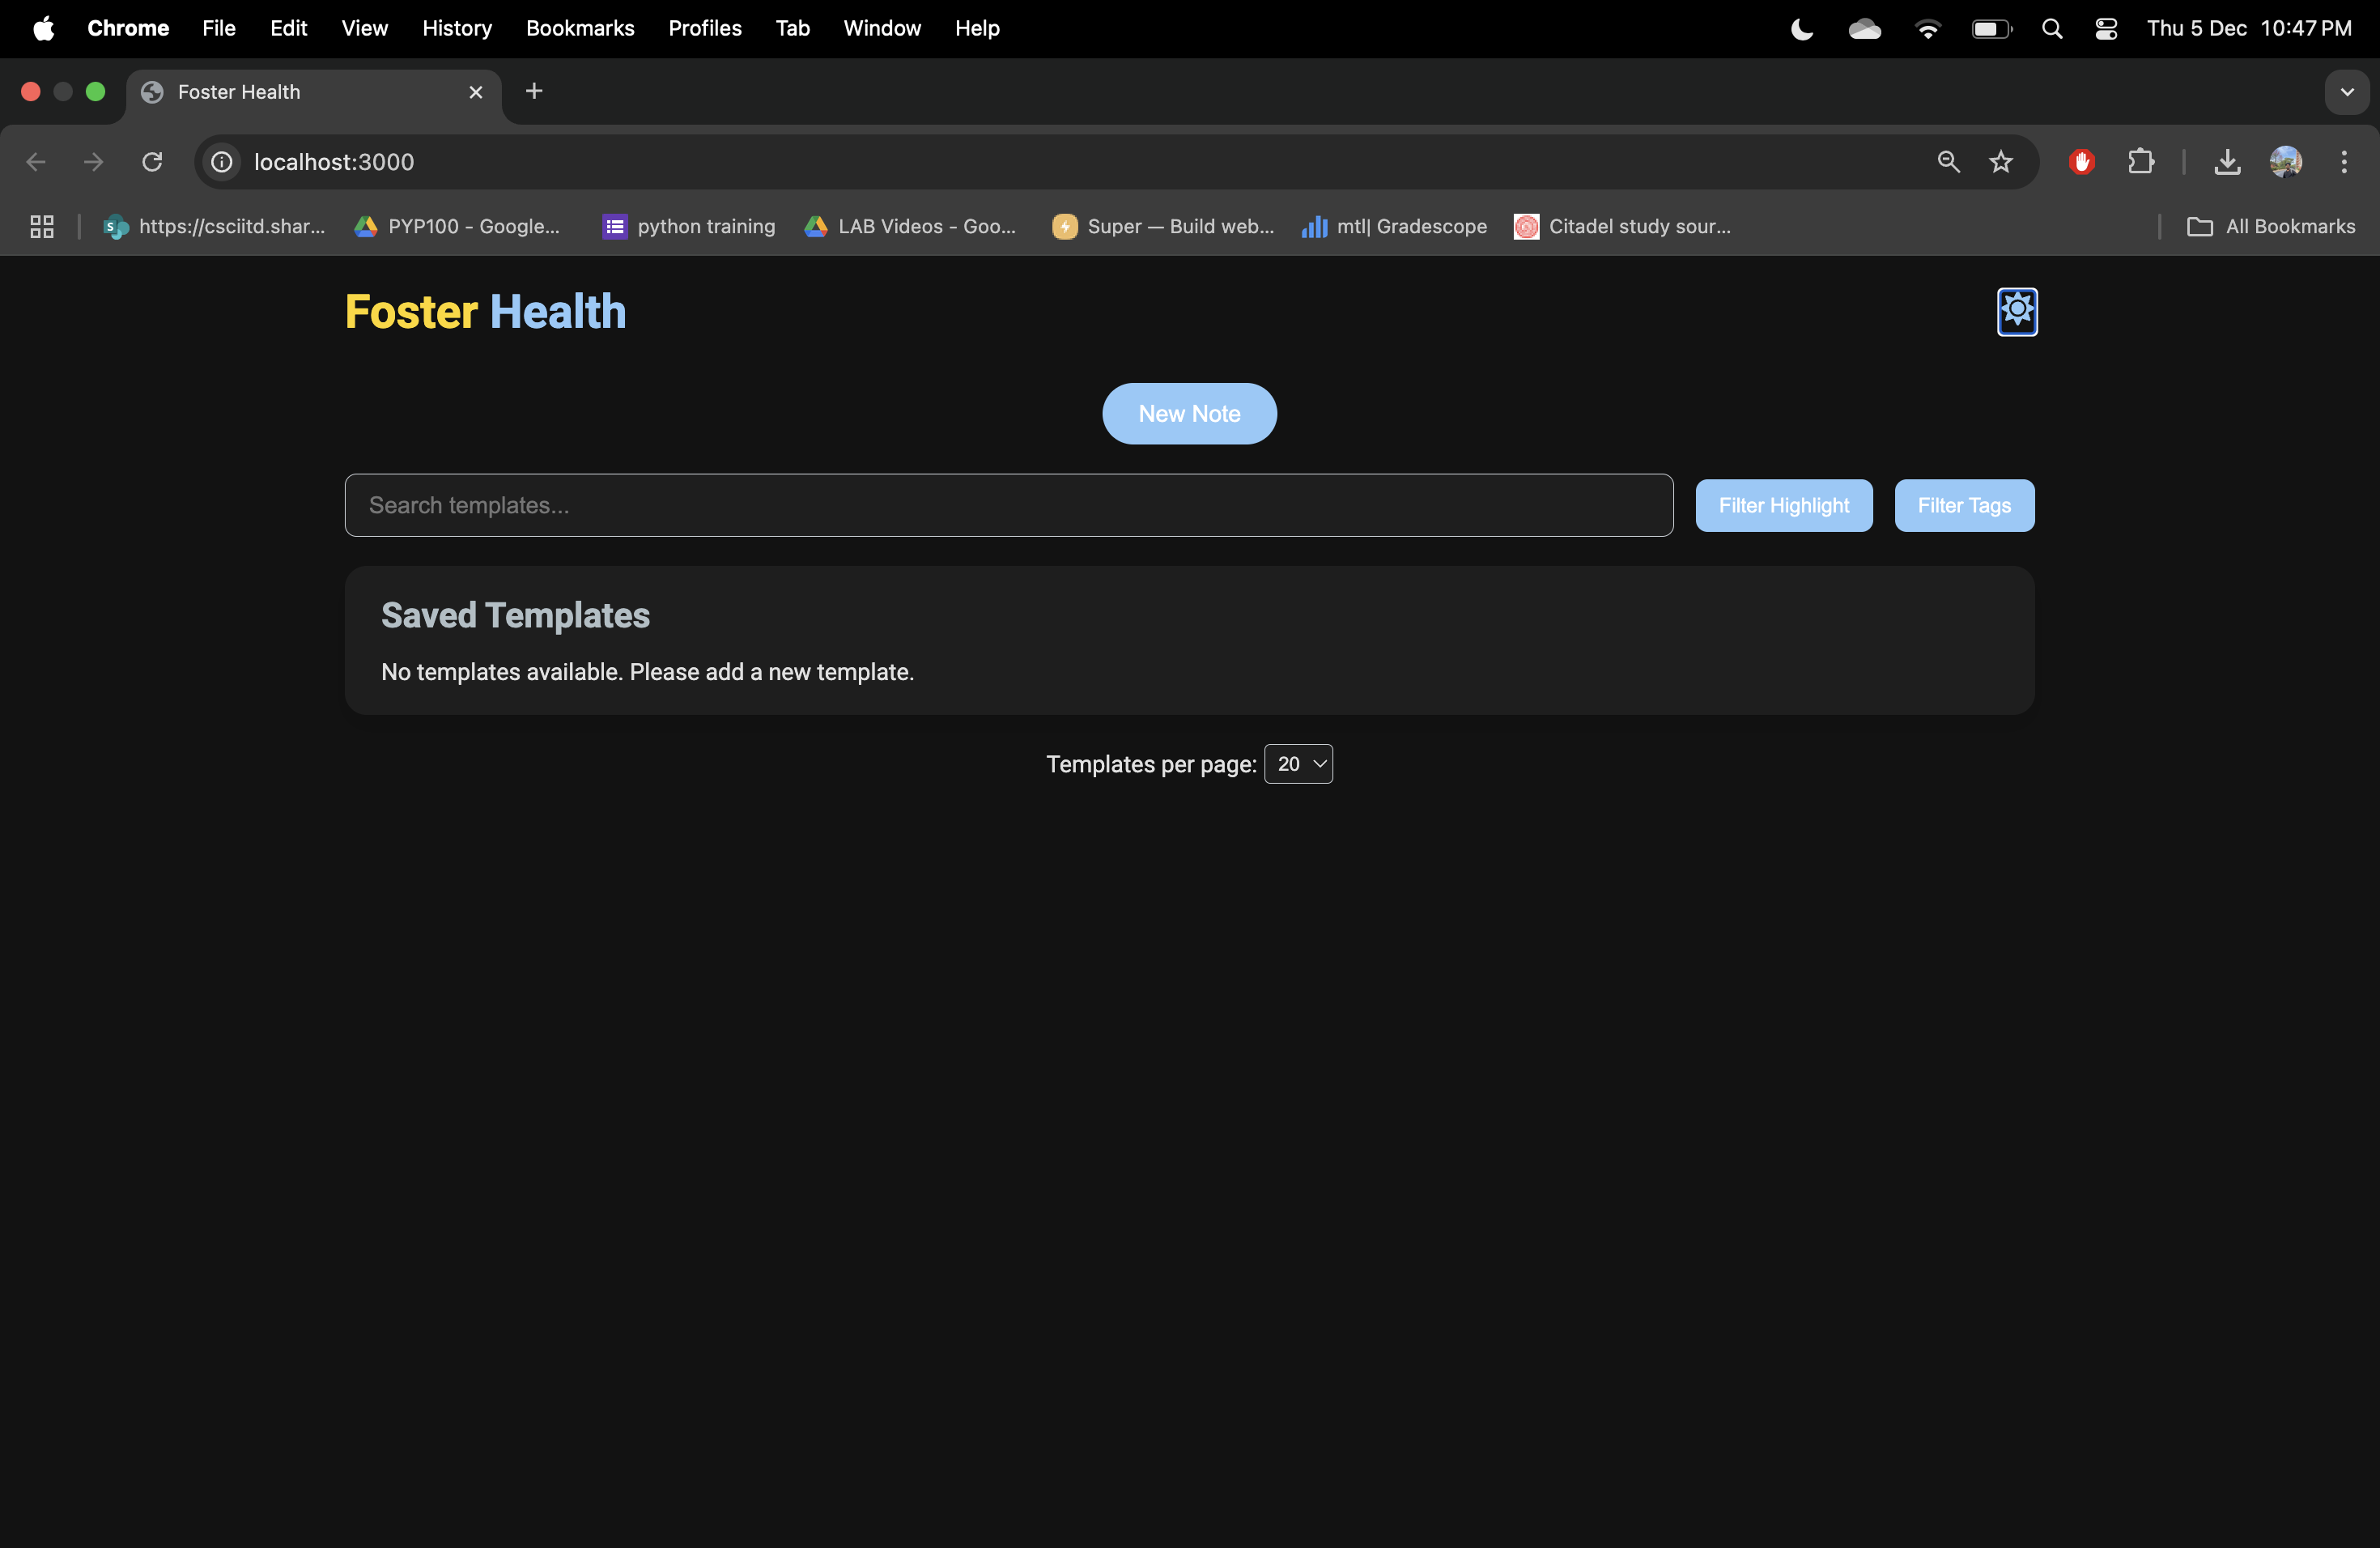 Chrome File Edit View History Bookmarks Profiles Tab Window Help Thu 5 Dec 10:47 PM
Foster Health
localhost:3000
https://csciitd.shar... PYP100 - Google... python training LAB Videos - Goo... Super — Build web... mtl| Gradescope Citadel study sour... All Bookmarks
Foster Health
New Note
Search templates... Filter Highlight Filter Tags
Saved Templates
No templates available. Please add a new template.
Templates per page: 20